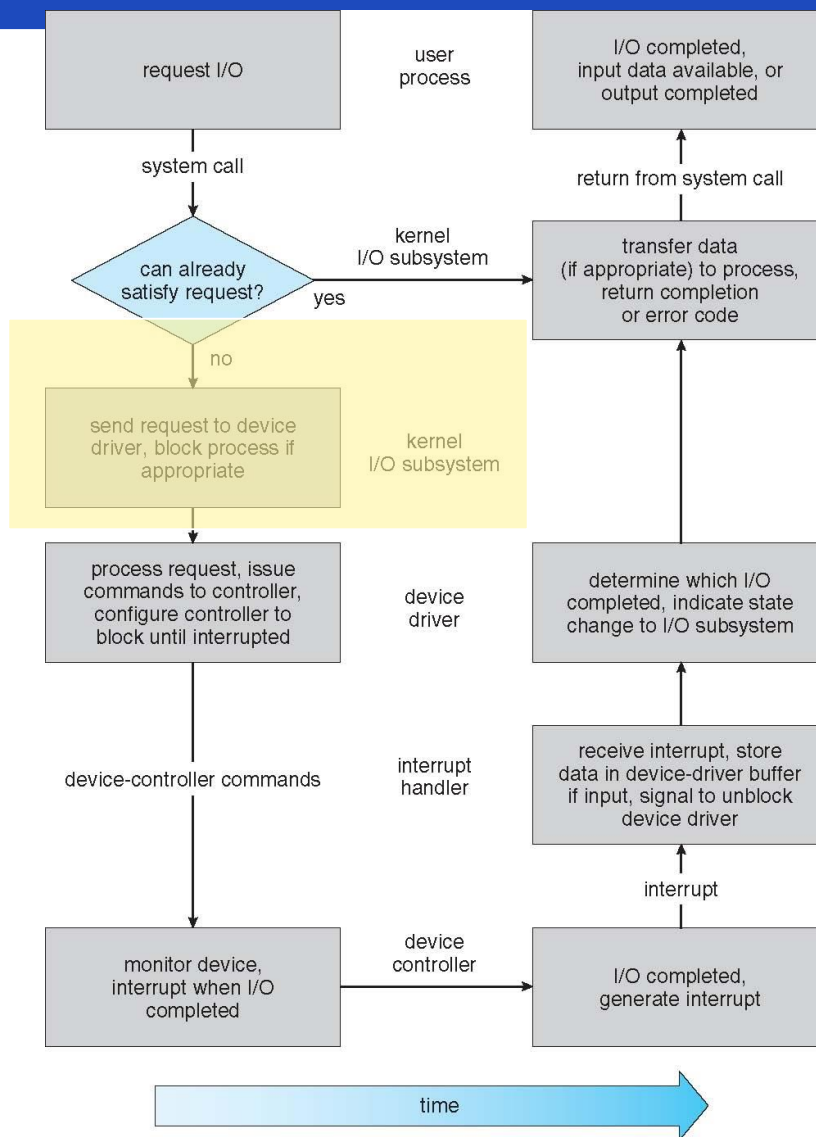 request I/O
user
process
I/O completed,
input data available, or
output completed
system call
return from system call
can already
satisfy request?
kernel
I/O subsystem
yes
transfer data
(if appropriate) to process,
return completion
or error code
no
send request to device
driver, block process if
appropriate
kernel
I/O subsystem
process request, issue
commands to controller,
configure controller to
block until interrupted
device
driver
determine which I/O
completed, indicate state
change to I/O subsystem
device-controller commands
interrupt
handler
receive interrupt, store
data in device-driver buffer
if input, signal to unblock
device driver
interrupt
monitor device,
interrupt when I/O
completed
device
controller
I/O completed,
generate interrupt
time